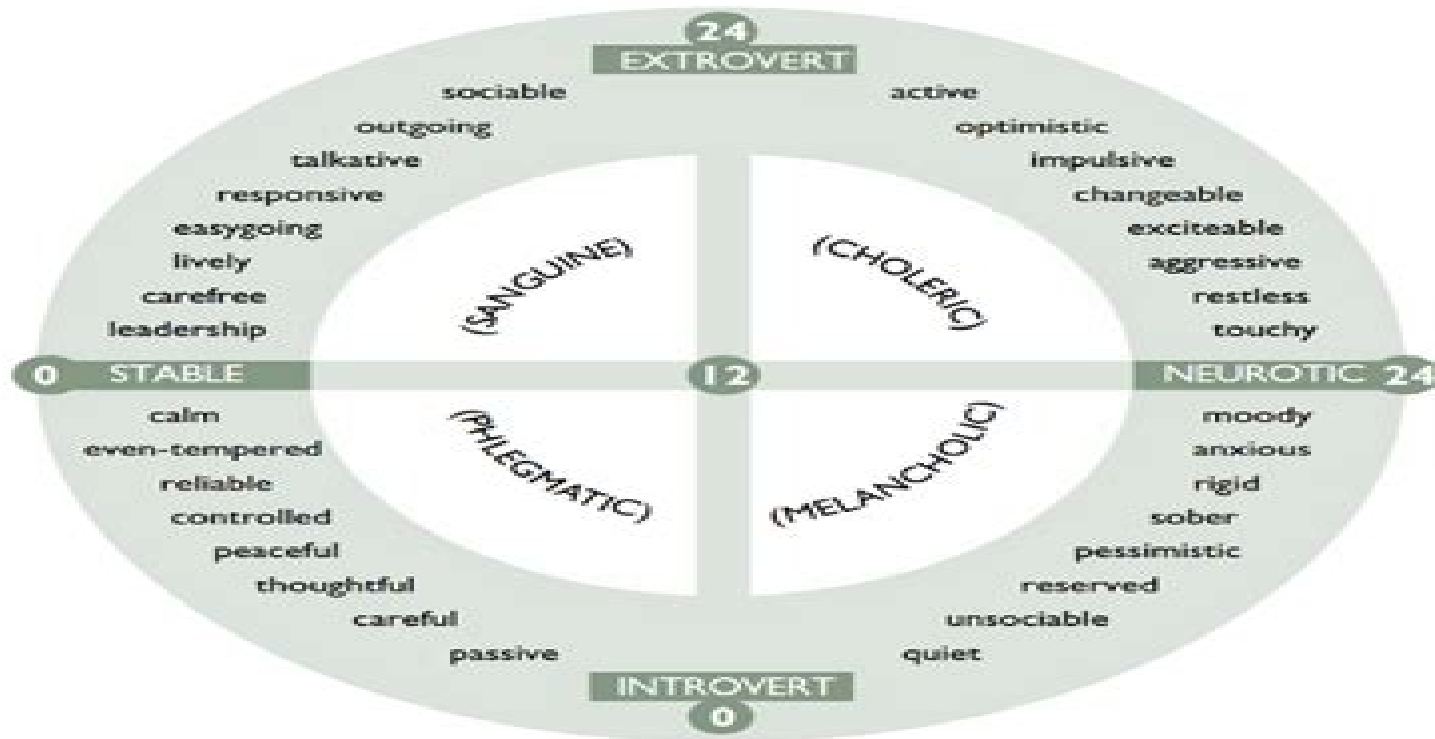 24
EXTROVERT
sociable
active
outgoing
optimistic
talkative
impulsive
responsive
changeable
easygoing
exciteable
lively
aggressive
carefree
restless
leadership
touchy
(SANGUINE)
(CHOLERIC)
0 STABLE
12
NEUROTIC 24
calm
moody
even-tempered
anxious
reliable
rigid
controlled
sober
peaceful
pessimistic
thoughtful
reserved
careful
unsociable
passive
quiet
(PHLEGMATIC)
(MELANCHOLIC)
INTROVERT
0